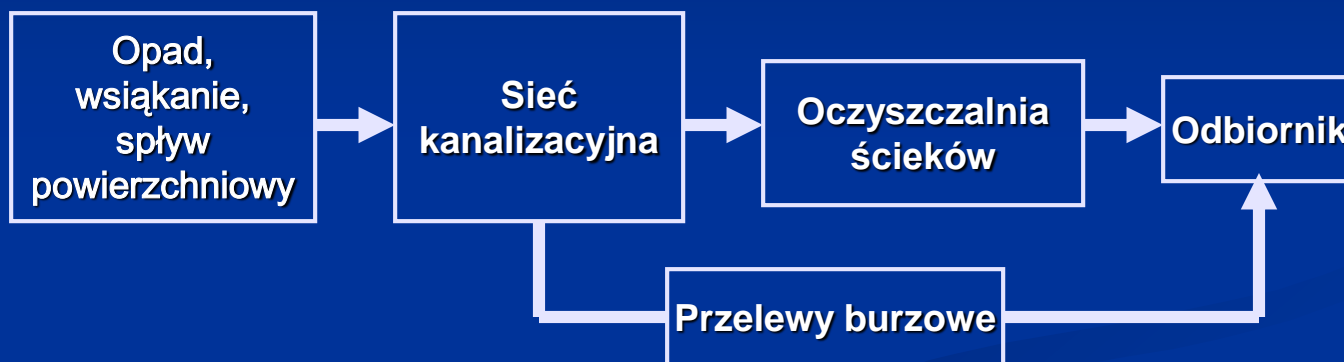 Opad,
wsiąkanie,
spływ
powierzchniowy
Sieć
kanalizacyjna
Oczyszczalnia
ścieków
Odbiornik
Przelewy burzowe